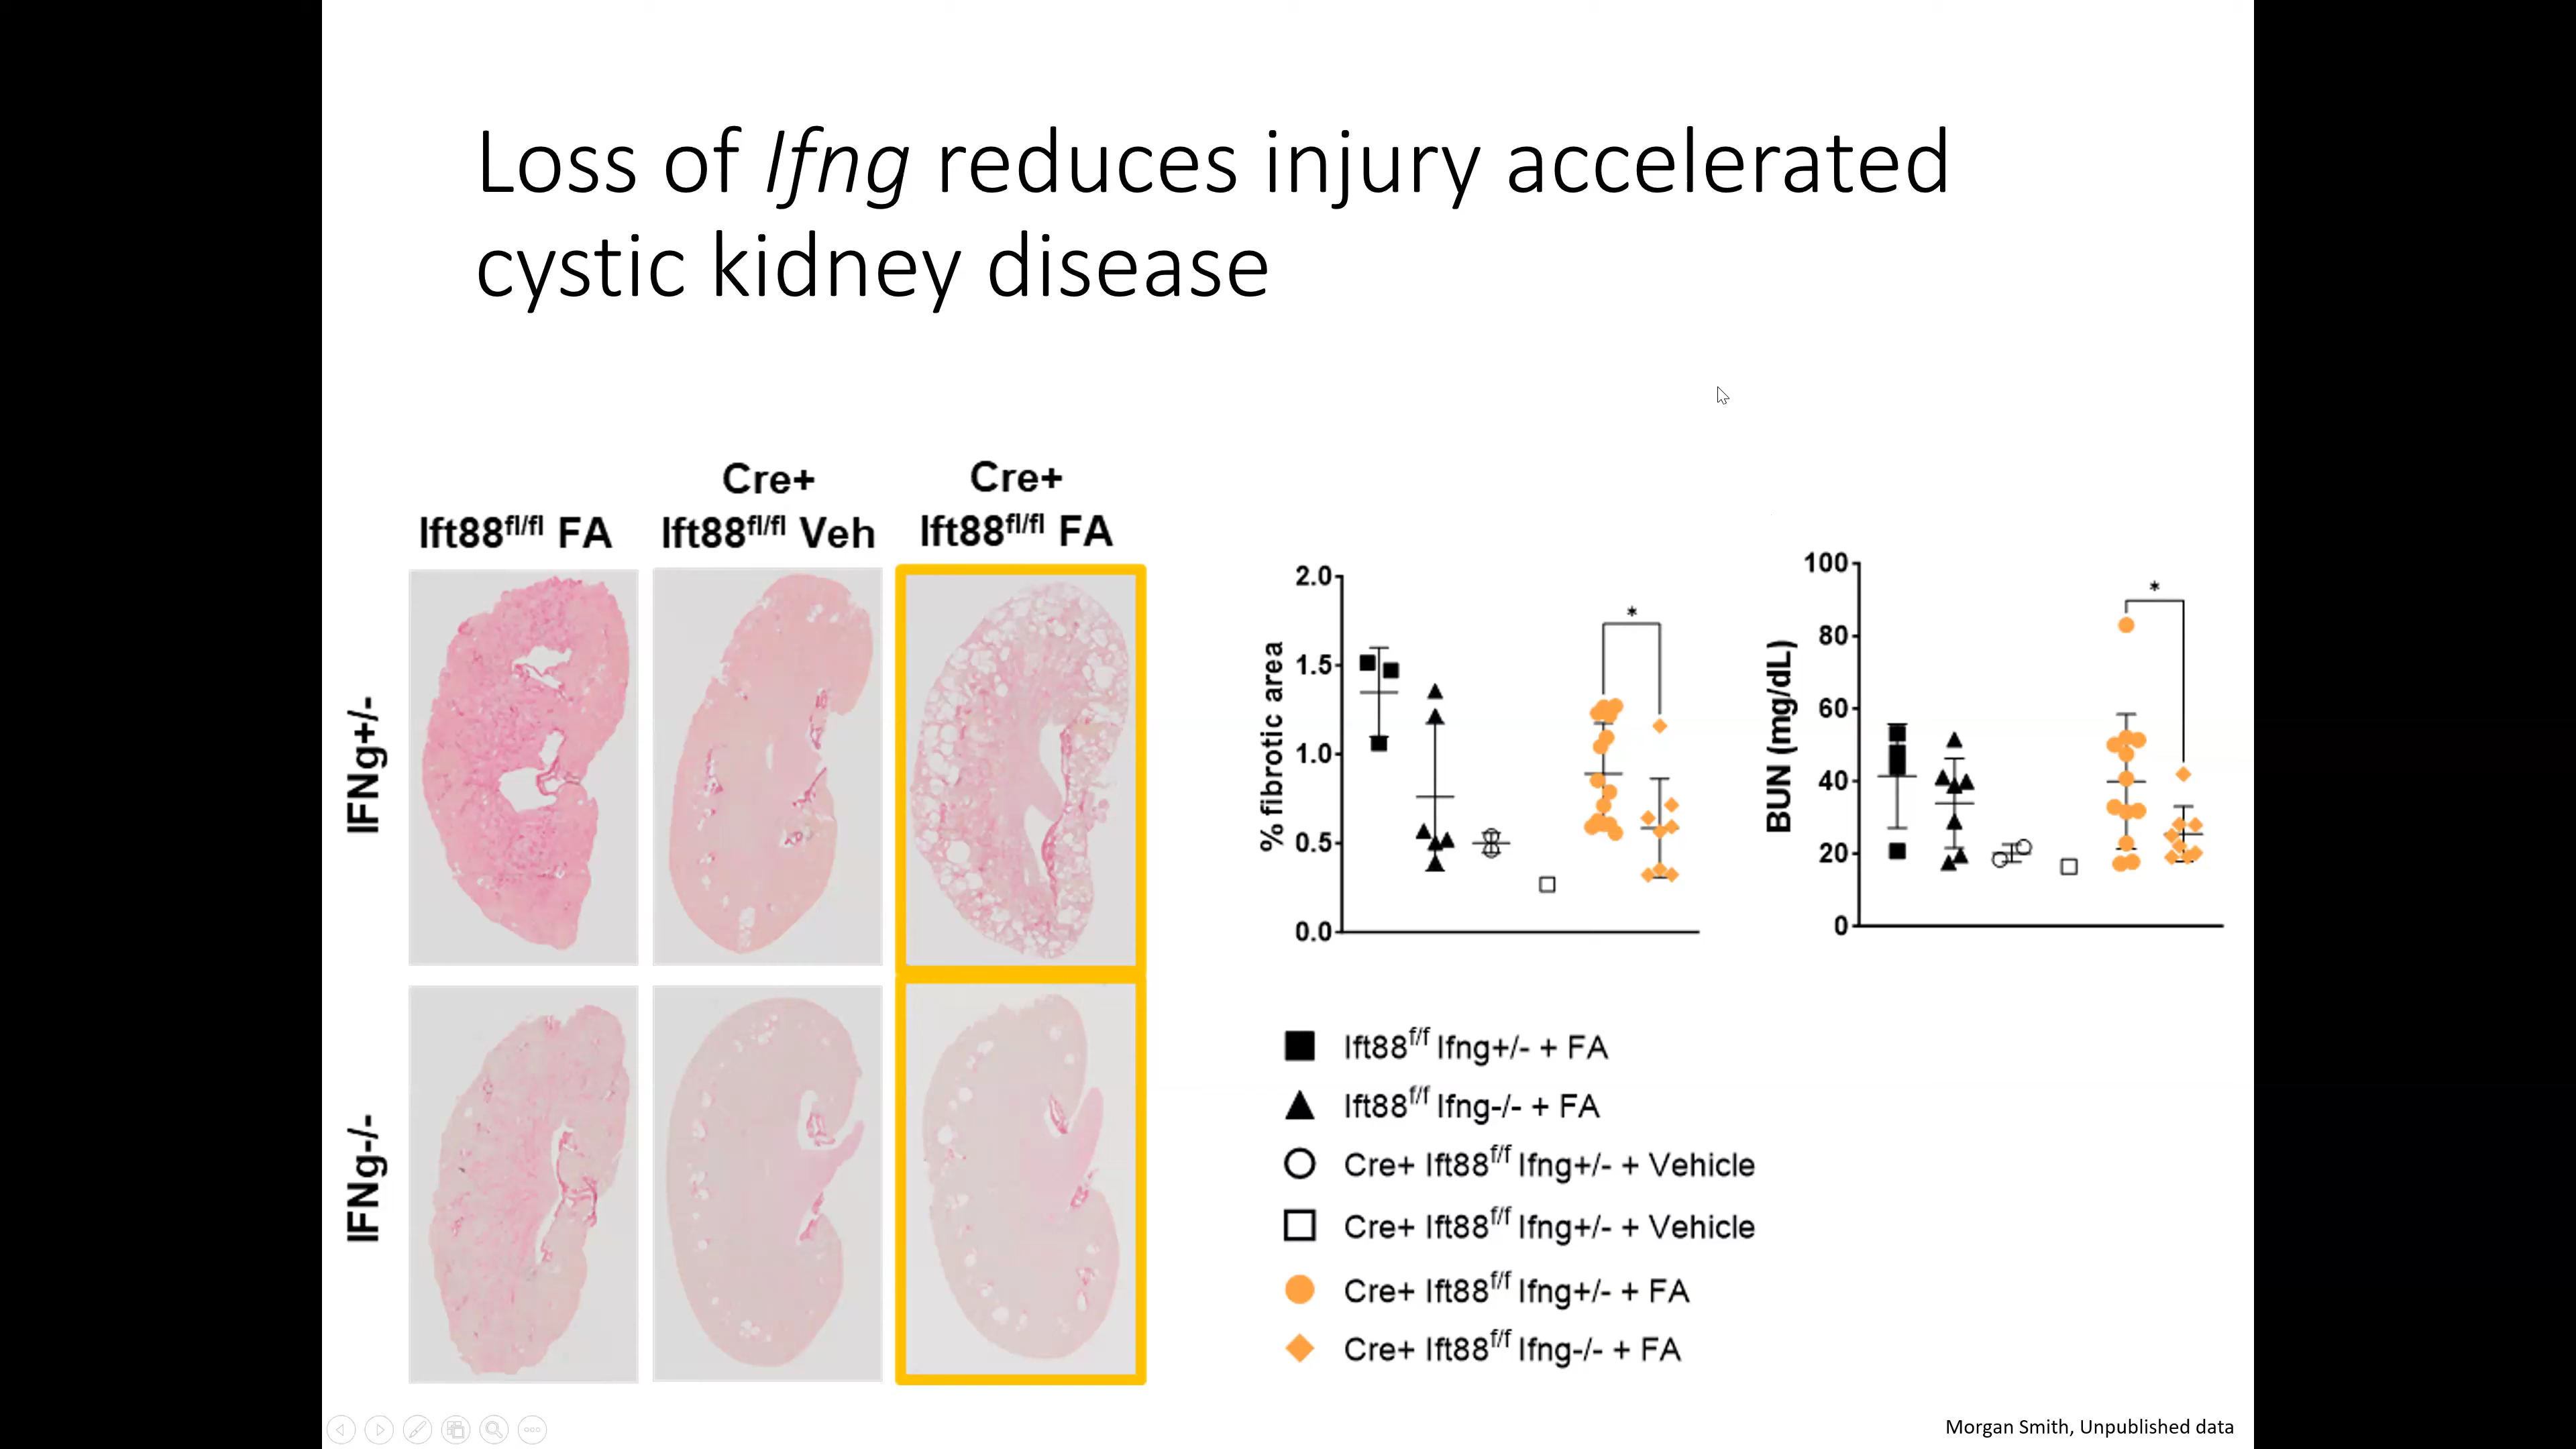 Loss of Ifng reduces injury accelerated
cystic kidney disease
Cre+
Cre+
Ift88fl/fl FA
Ift88fl/fl Veh
Ift88fl/fl FA
IFNg+/-
IFNg-/-
% fibrotic area
2.0
1.5
1.0
0.5
0.0
*
BUN (mg/dL)
100
80
60
40
20
0
*
Ift88f/f Ifng+/- + FA
Ift88f/f Ifng-/- + FA
Cre+ Ift88f/f Ifng+/- + Vehicle
Cre+ Ift88f/f Ifng+/- + Vehicle
Cre+ Ift88f/f Ifng+/- + FA
Cre+ Ift88f/f Ifng-/- + FA
Morgan Smith, Unpublished data